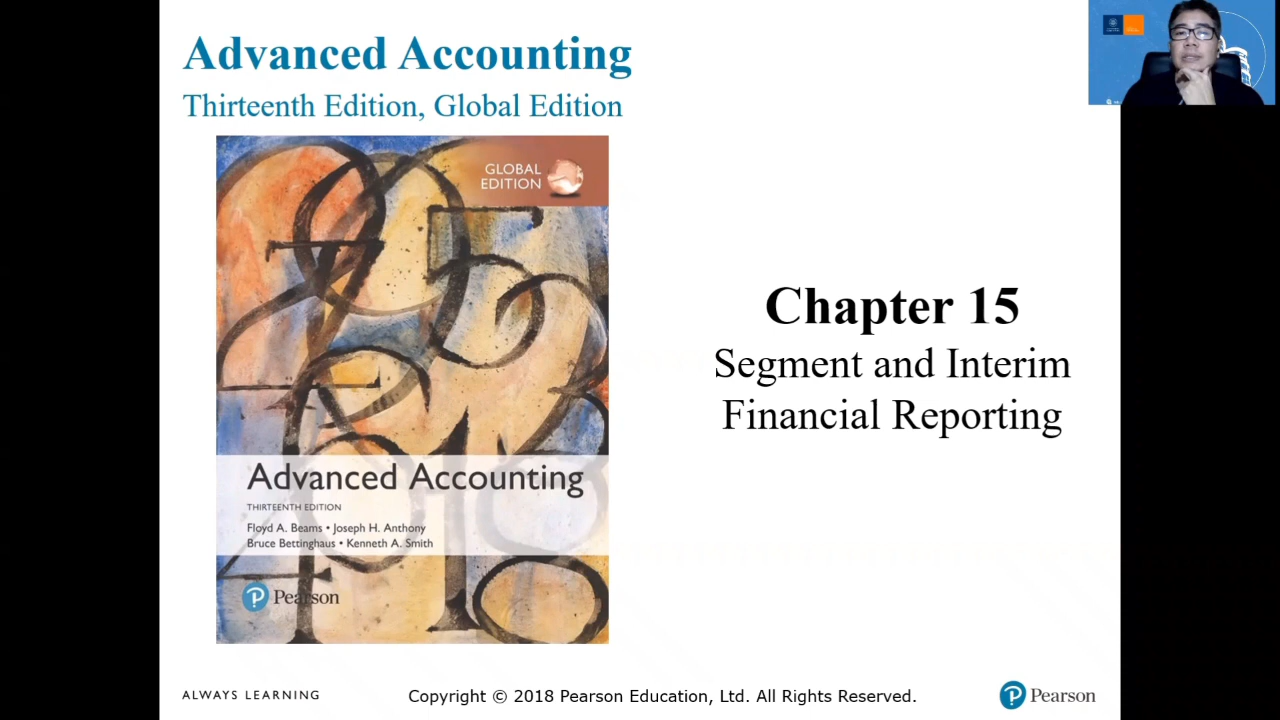 Advanced Accounting
Thirteenth Edition, Global Edition
GLOBAL
EDITION
Advanced Accounting
THIRTEENTH EDITION
Floyd A. Beams • Joseph H. Anthony
Bruce Bettinghaus • Kenneth A. Smith
Pearson
Chapter 15
Segment and Interim
Financial Reporting
ALWAYS LEARNING
Copyright © 2018 Pearson Education, Ltd. All Rights Reserved.
Pearson